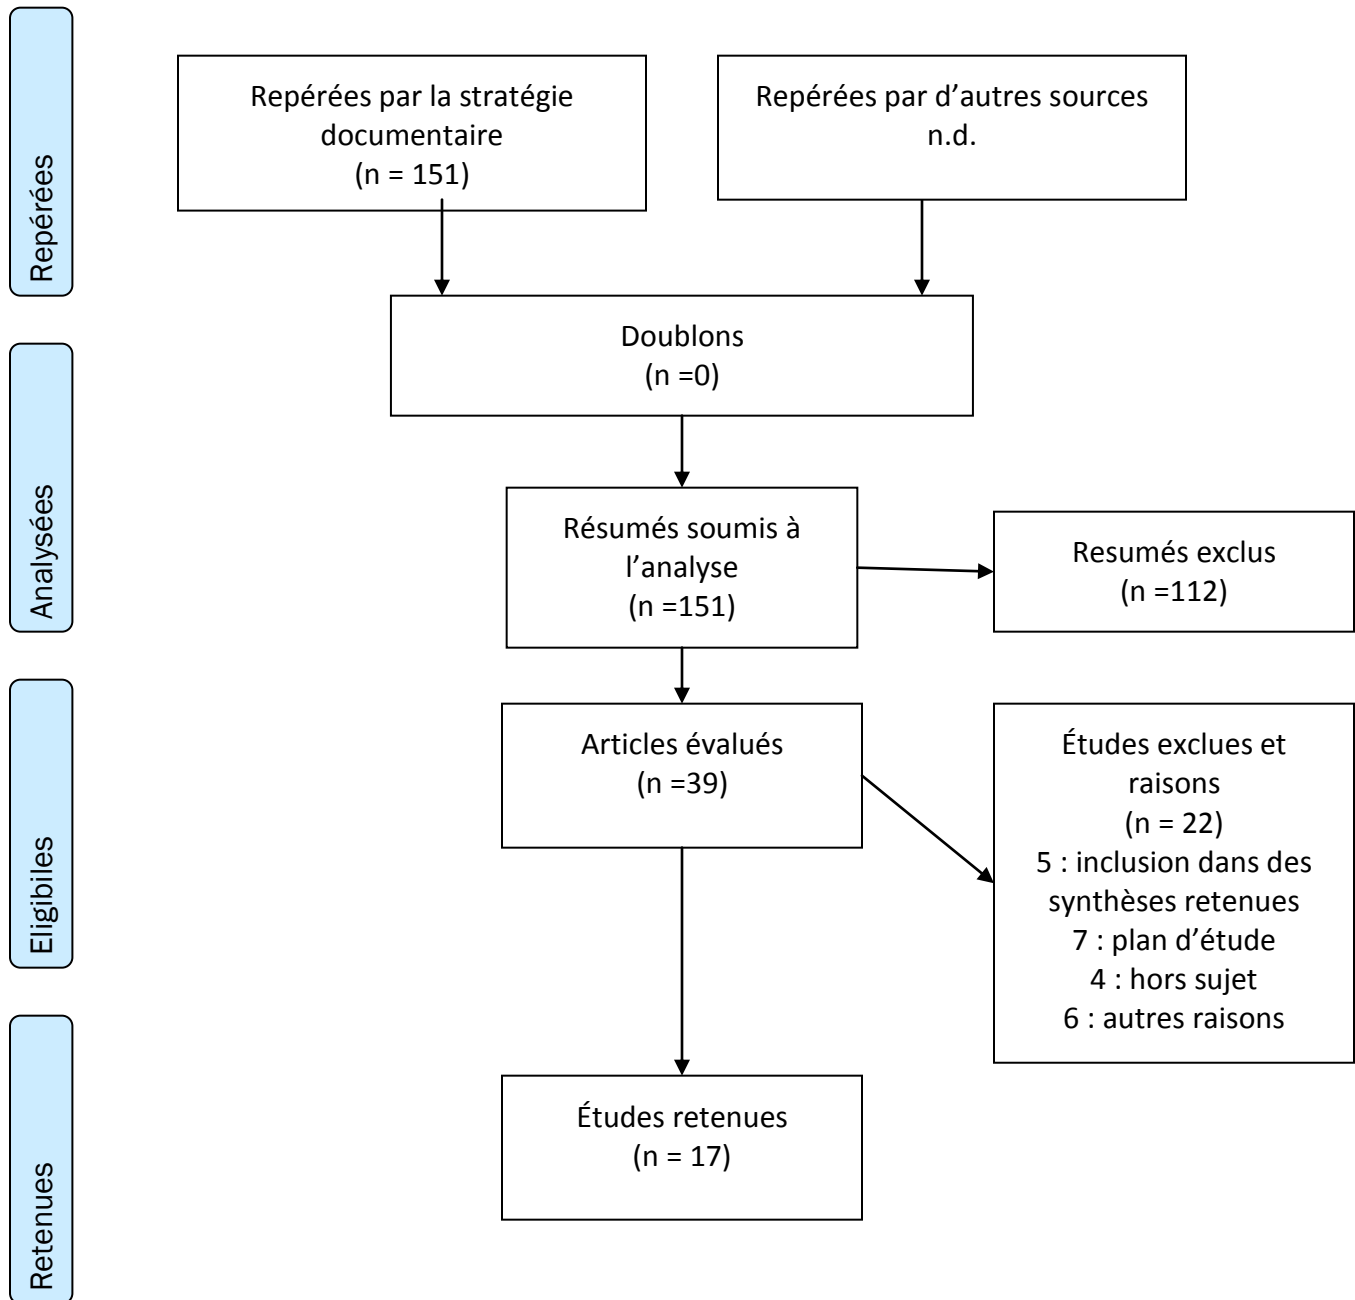 Repérées
Repérées par la stratégie
documentaire
(n = 151)
Repérées par d’autres sources
n.d.
Doublons
(n =0)
Analysées
Résumés soumis à
l’analyse
(n =151)
Resumés exclus
(n =112)
Eligibiles
Articles évalués
(n =39)
Études exclues et
raisons
(n = 22)
5 : inclusion dans des
synthèses retenues
7 : plan d’étude
4 : hors sujet
6 : autres raisons
Retenues
Études retenues
(n = 17)